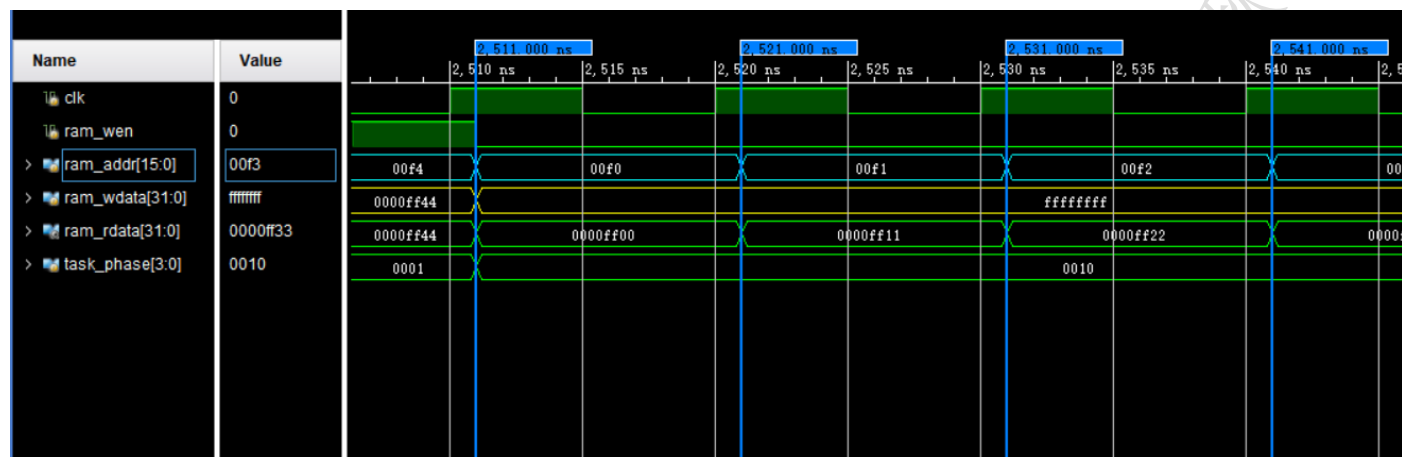 2,511.000 ns 2,521.000 ns 2,531.000 ns 2,541.000 ns
Name Value
2,510 ns 2,515 ns 2,520 ns 2,525 ns 2,530 ns 2,535 ns 2,540 ns
clk 0
ram_wen 0
ram_addr[15:0] 00f3 00f4 00f0 00f1 00f2 00
ram_wdata[31:0] ffffffff 0000ff44 ffffffff
ram_rdata[31:0] 0000ff33 0000ff44 0000ff00 0000ff11 0000ff22 0000
task_phase[3:0] 0010 0001 0010